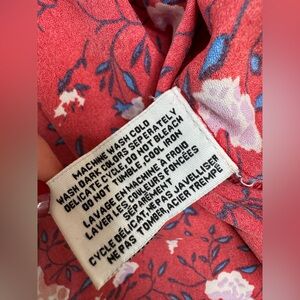 MACHINE WASH COLD
WASH DARK COLORS SEPERATELY
DELICATE CYCLE, DO NOT BLEACH
DO NOT TUMBLE, COOL IRON
LAVAGE EN MACHINE A FROID
LAVER LES COULEURS FONCÉES
SÉPARÉMENT
CYCLE DÉLICAT, NE PAS JAVELLISER
NE PAS TOMBER, ACIER TREMPÉ